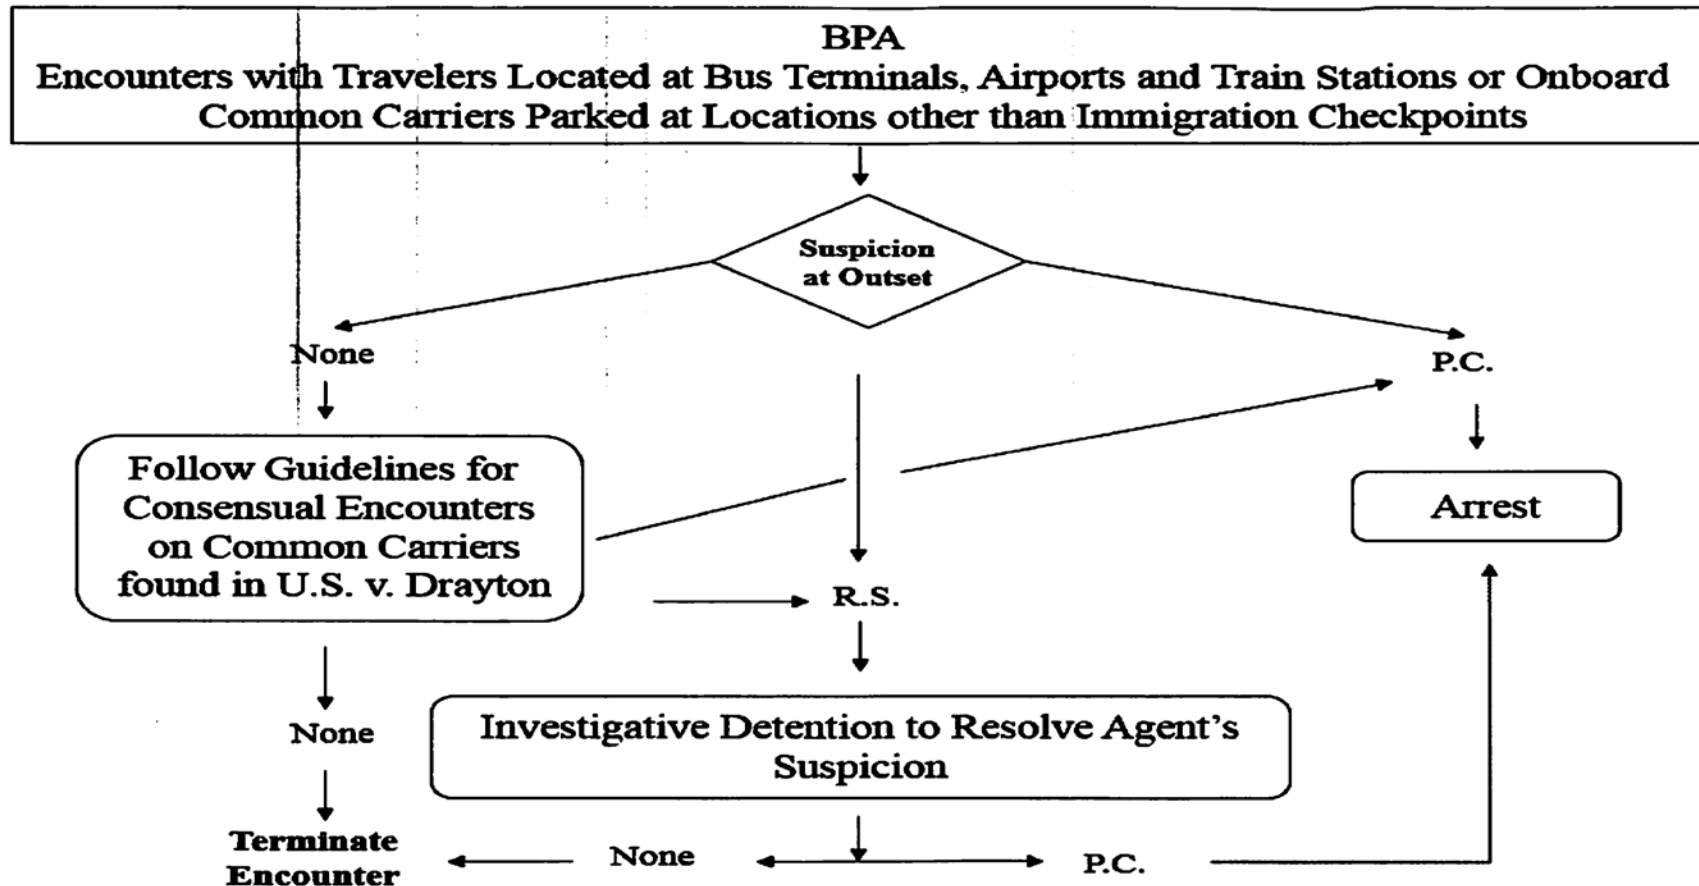 BPA
Encounters with Travelers Located at Bus Terminals, Airports and Train Stations or Onboard
Common Carriers Parked at Locations other than Immigration Checkpoints
Suspicion
at Outset
None
P.C.
Follow Guidelines for
Consensual Encounters
on Common Carriers
found in U.S. v. Drayton
Arrest
R.S.
None
Investigative Detention to Resolve Agent's
Suspicion
Terminate
Encounter
None
P.C.